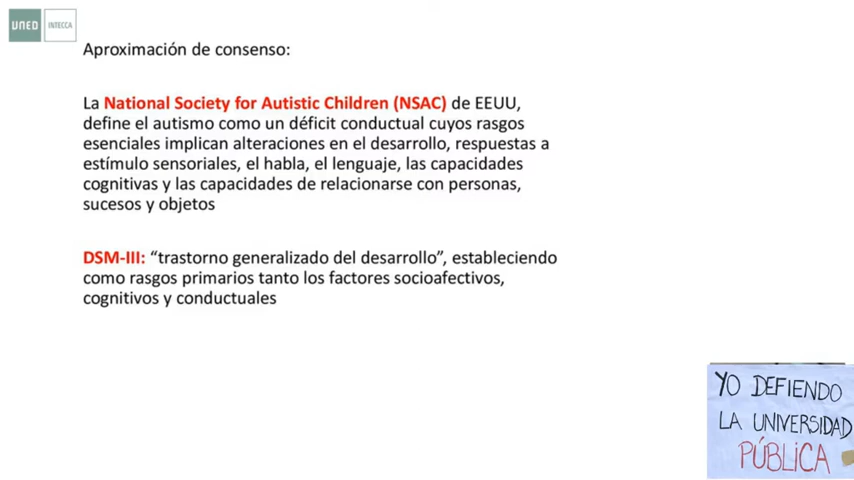 UNED
INTECCA
Aproximación de consenso:
La National Society for Autistic Children (NSAC) de EEUU,
define el autismo como un déficit conductual cuyos rasgos
esenciales implican alteraciones en el desarrollo, respuestas a
estímulo sensoriales, el habla, el lenguaje, las capacidades
cognitivas y las capacidades de relacionarse con personas,
sucesos y objetos
DSM-III: “trastorno generalizado del desarrollo”, estableciendo
como rasgos primarios tanto los factores socioafectivos,
cognitivos y conductuales
YO DEFIENDO
LA UNIVERSIDAD
PÚBLICA